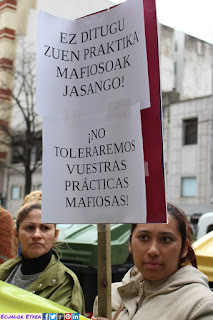 EZ DITUGU
ZUEN PRAKTIKA
MAFIOSOAK
JASANGO!
¡NO
TOLERAREMOS
VUESTRAS
PRÁCTICAS
MAFIOSAS!
ECUADOR ETXEA